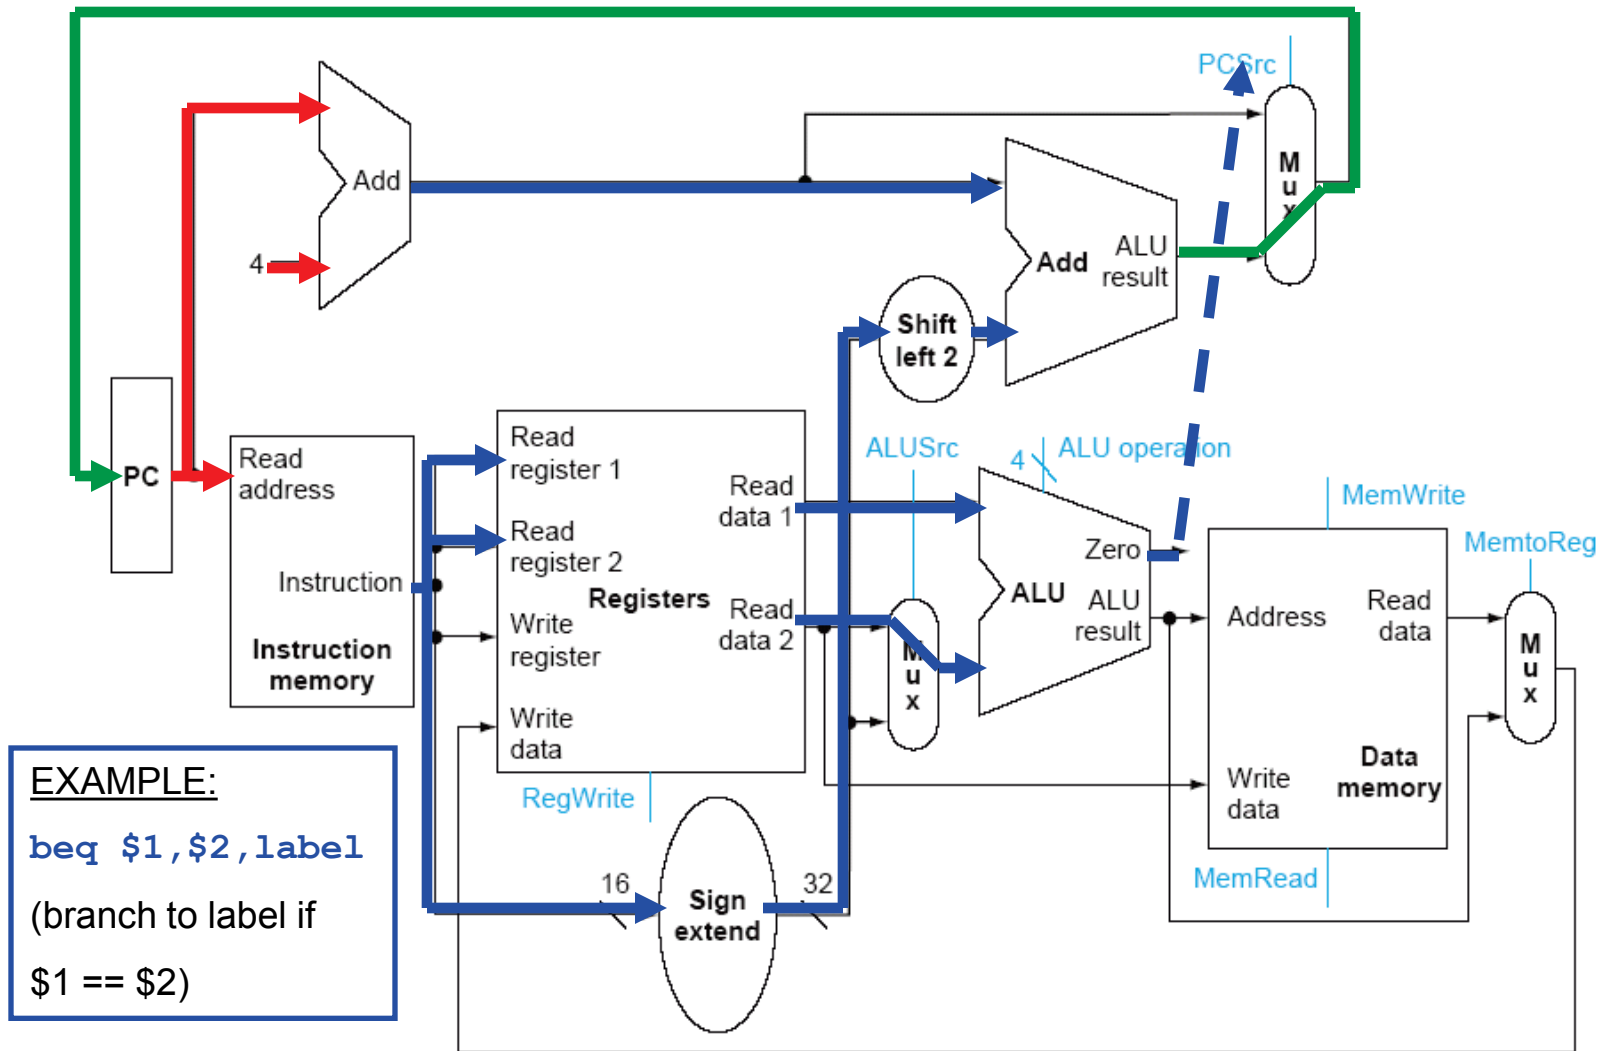 PCSrc
Add
4
M
u
x
Add
ALU
result
Shift
left 2
PC
Read
address
Instruction
Instruction
memory
Read
register 1
Read
register 2
Write
register
Write
data
Registers
Read
data 1
Read
data 2
RegWrite
ALUSrc
M
u
x
4
ALU operation
Zero
ALU
ALU
result
MemWrite
Address
Read
data
Write
data
Data
memory
MemRead
MemtoReg
M
u
x
16
Sign
extend
32
EXAMPLE:
beq $1,$2,label
(branch to label if
$1 == $2)